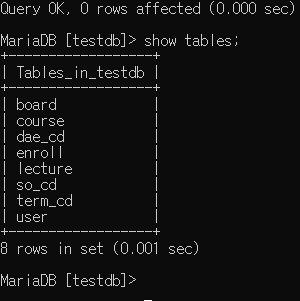 Query OK, 0 rows affected (0.000 sec)
MariaDB [testdb]> show tables;
+------------------+
| Tables_in_testdb |
+------------------+
| board            |
| course           |
| dae_cd           |
| enroll           |
| lecture          |
| so_cd            |
| term_cd          |
| user             |
+------------------+
8 rows in set (0.001 sec)
MariaDB [testdb]>